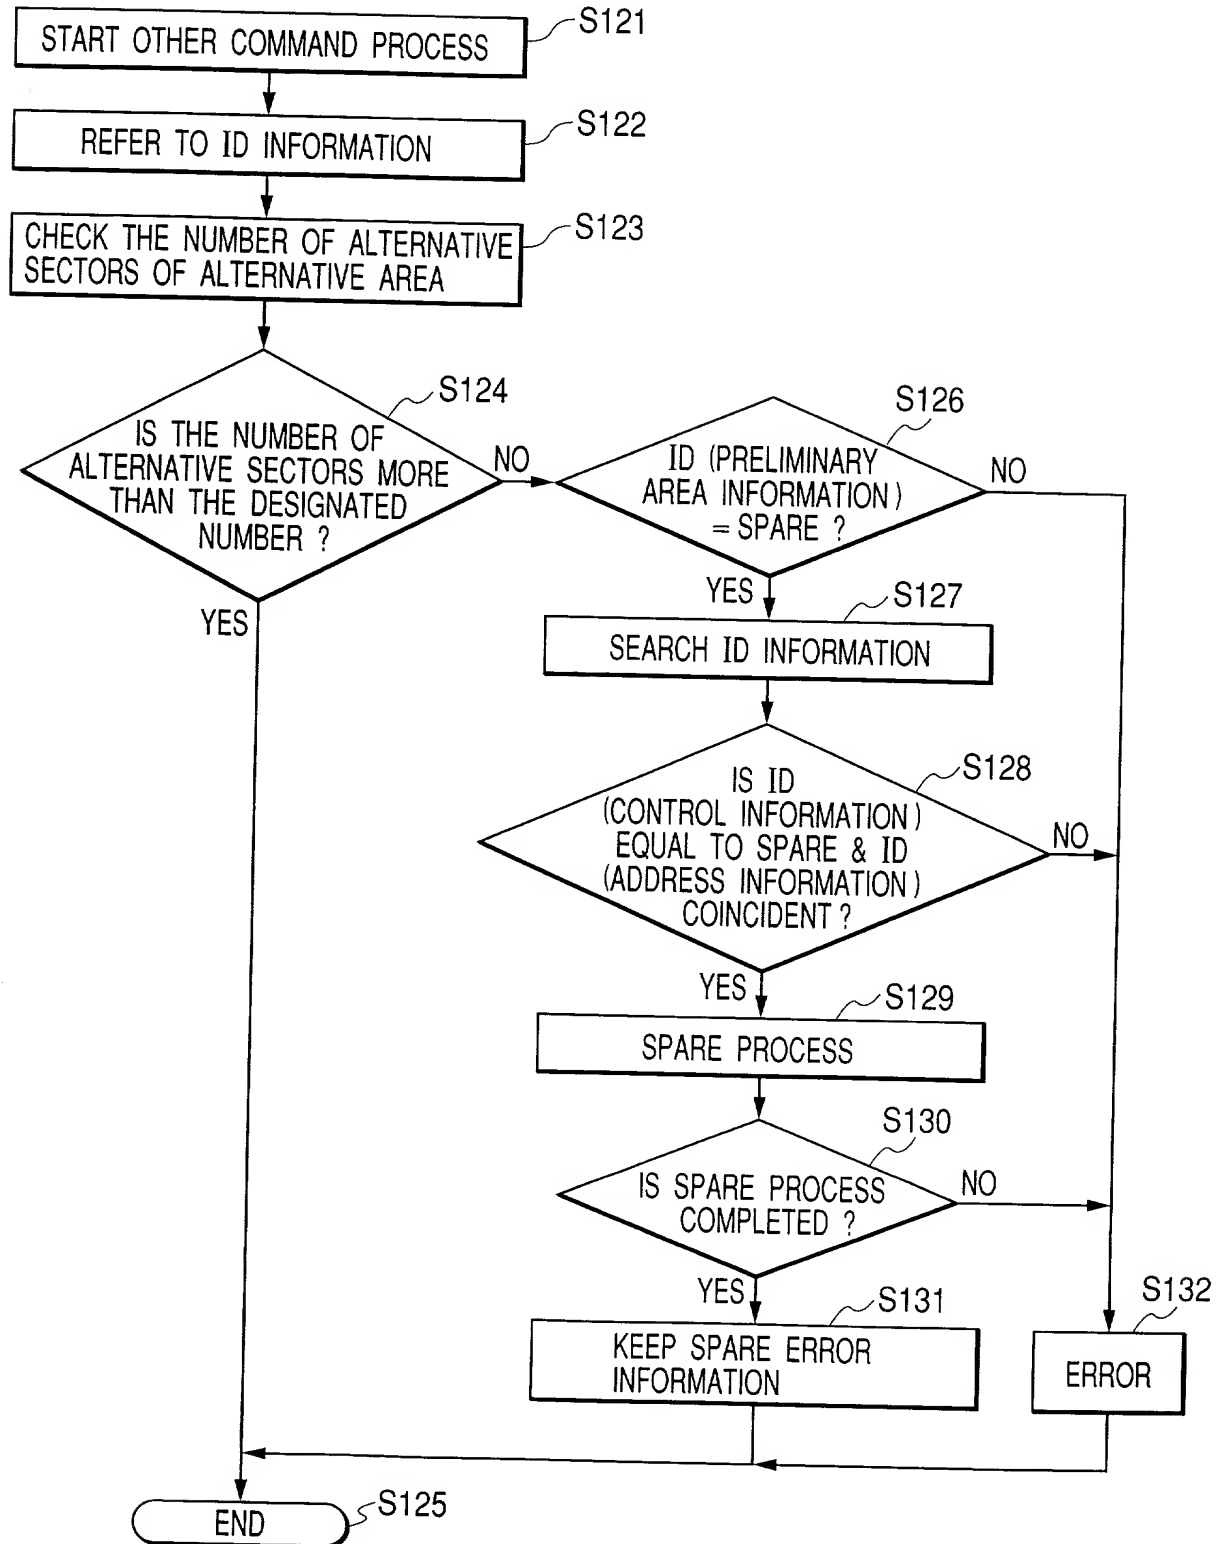 START OTHER COMMAND PROCESS
S121
REFER TO ID INFORMATION
S122
CHECK THE NUMBER OF ALTERNATIVE
SECTORS OF ALTERNATIVE AREA
S123
IS THE NUMBER OF
ALTERNATIVE SECTORS MORE
THAN THE DESIGNATED
NUMBER ?
S124
NO
YES
ID (PRELIMINARY
AREA INFORMATION)
= SPARE ?
S126
NO
YES
SEARCH ID INFORMATION
S127
IS ID
(CONTROL INFORMATION)
EQUAL TO SPARE & ID
(ADDRESS INFORMATION)
COINCIDENT ?
S128
NO
YES
SPARE PROCESS
S129
IS SPARE PROCESS
COMPLETED ?
S130
NO
YES
KEEP SPARE ERROR
INFORMATION
S131
ERROR
S132
END
S125